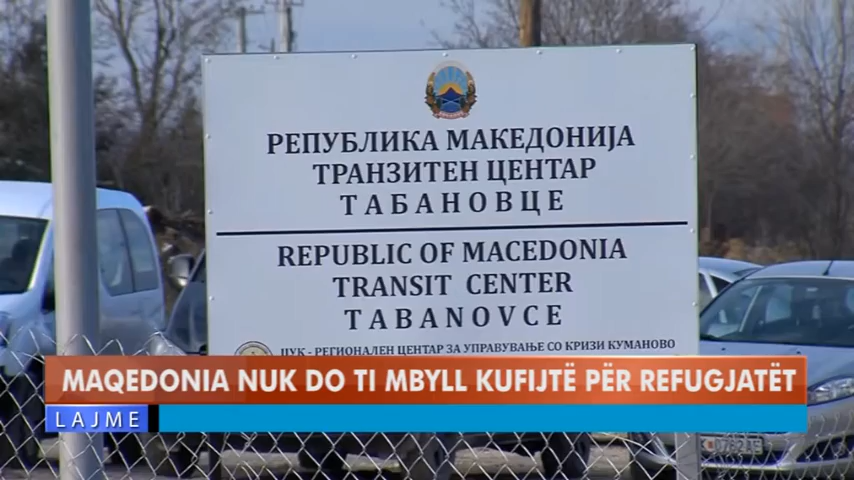 РЕПУБЛИКА МАКЕДОНИЈА
ТРАНЗИТЕН ЦЕНТАР
ТАБАНОВЦЕ
REPUBLIC OF MACEDONIA
TRANSIT CENTER
TABANOVCE
ЦУК - РЕГИОНАЛЕН ЦЕНТАР ЗА УПРАВУВАЊЕ СО КРИЗИ КУМАНОВО
MAQEDONIA NUK DO TI MBYLL KUFIJTË PËR REFUGJATËT
LAJME